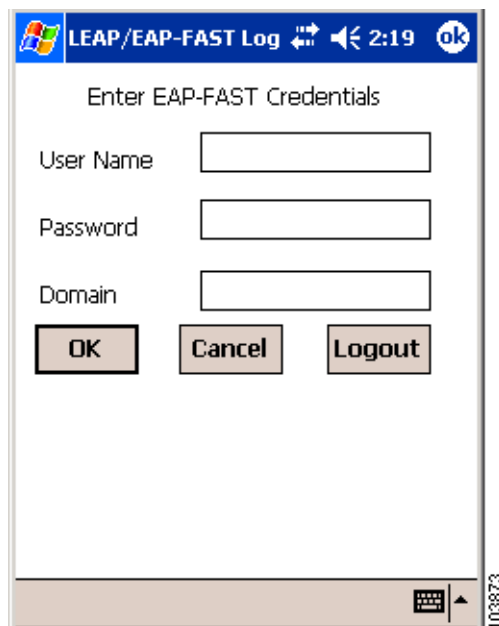 LEAP/EAP-FAST Log 2:19 ok
Enter EAP-FAST Credentials
User Name
Password
Domain
OK Cancel Logout
103873